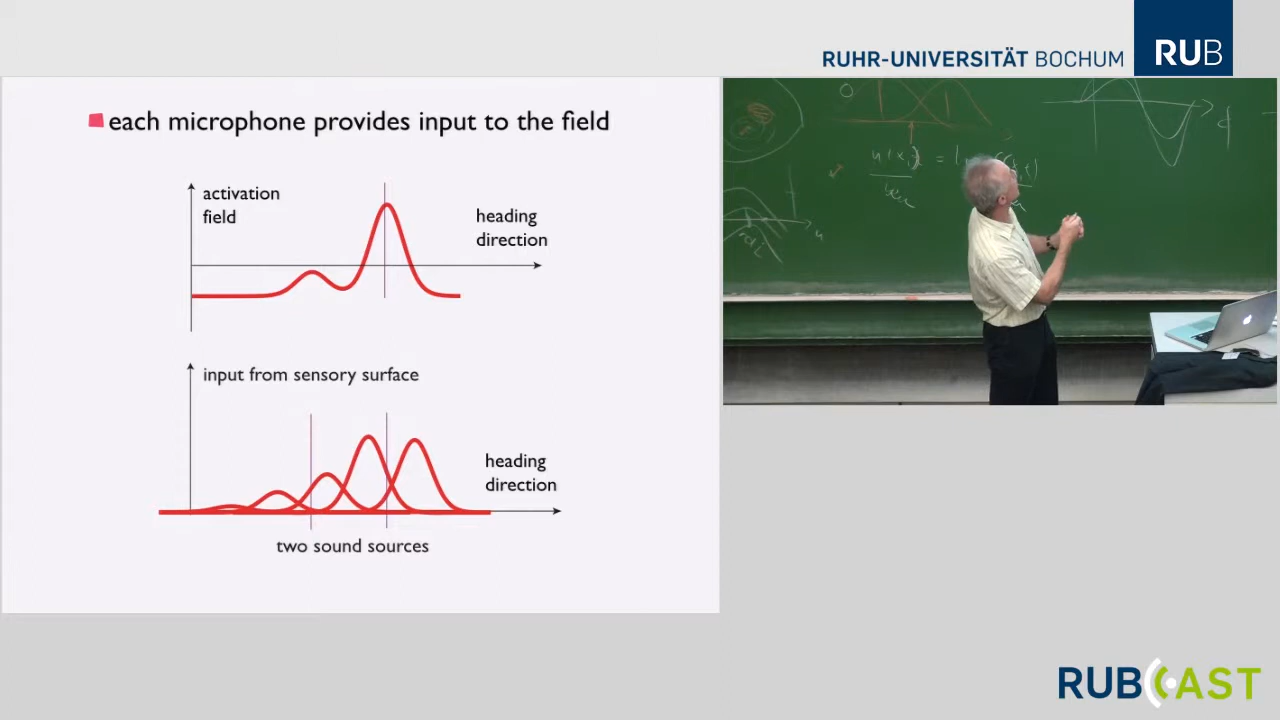 RUHR-UNIVERSITÄT BOCHUM
RUB
each microphone provides input to the field
activation
field
heading
direction
input from sensory surface
heading
direction
two sound sources
RUBCAST